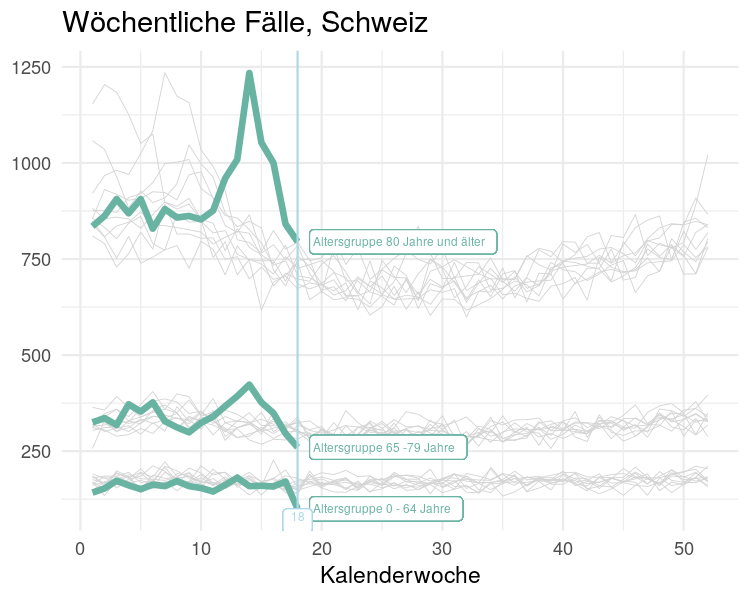 Wöchentliche Fälle, Schweiz
1250
1000
750
500
250
Altersgruppe 80 Jahre und älter
Altersgruppe 65 -79 Jahre
Altersgruppe 0 - 64 Jahre
18
0 10 20 30 40 50
Kalenderwoche